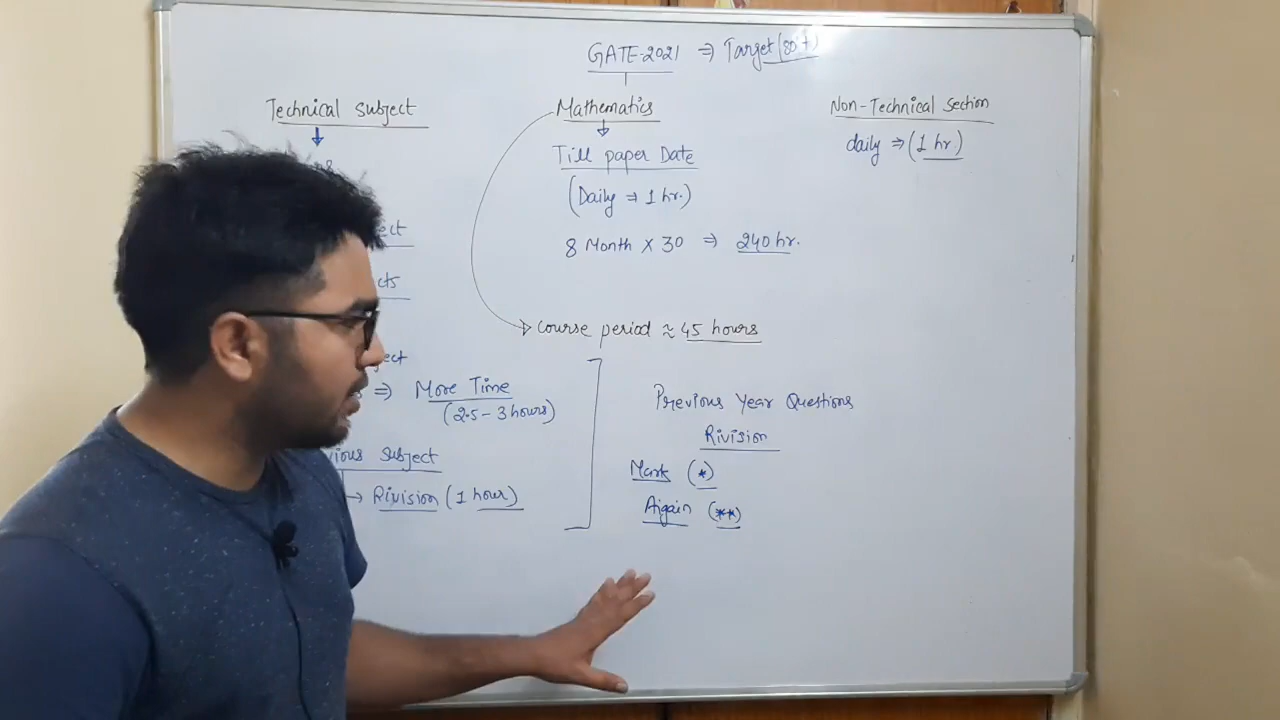 GATE-2021 ⇒ Target (80+)
Technical Subject
Mathematics
Non-Technical Section
Till paper Date
daily ⇒ (1 hr)
(Daily ⇒ 1 hr.)
8 Month × 30 ⇒ 240 hr.
Course period ≈ 45 hours
⇒ More Time
(2.5 – 3 hours)
Subject
→ Rivision (1 hour)
Previous Year Questions
Rivision
Mark (*)
Again (**)